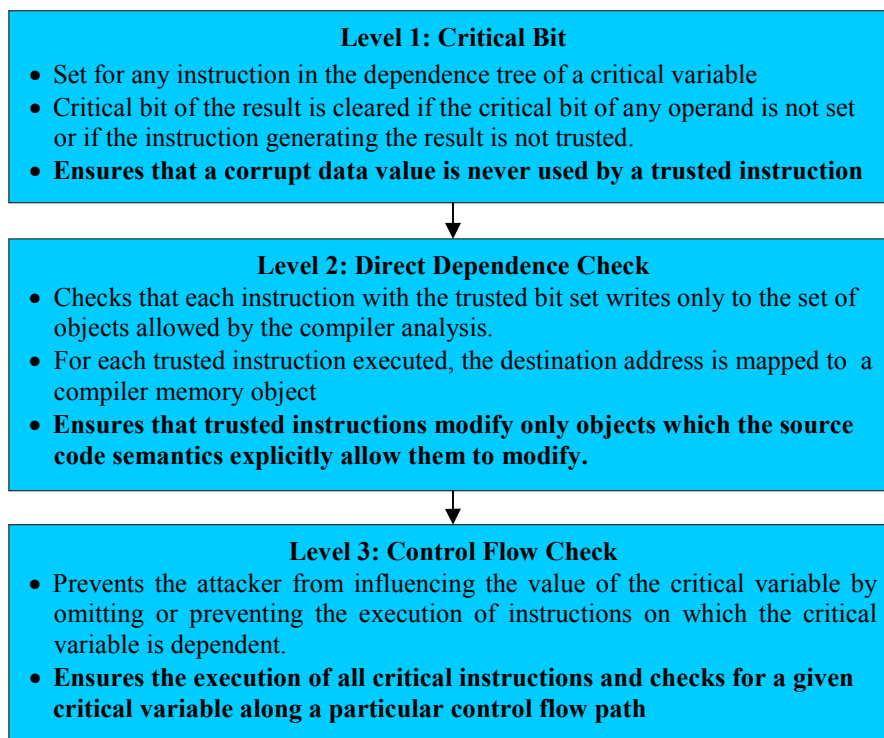 Level 1: Critical Bit
• Set for any instruction in the dependence tree of a critical variable
• Critical bit of the result is cleared if the critical bit of any operand is not set
or if the instruction generating the result is not trusted.
• Ensures that a corrupt data value is never used by a trusted instruction
Level 2: Direct Dependence Check
• Checks that each instruction with the trusted bit set writes only to the set of
objects allowed by the compiler analysis.
• For each trusted instruction executed, the destination address is mapped to a
compiler memory object
• Ensures that trusted instructions modify only objects which the source
code semantics explicitly allow them to modify.
Level 3: Control Flow Check
• Prevents the attacker from influencing the value of the critical variable by
omitting or preventing the execution of instructions on which the critical
variable is dependent.
• Ensures the execution of all critical instructions and checks for a given
critical variable along a particular control flow path